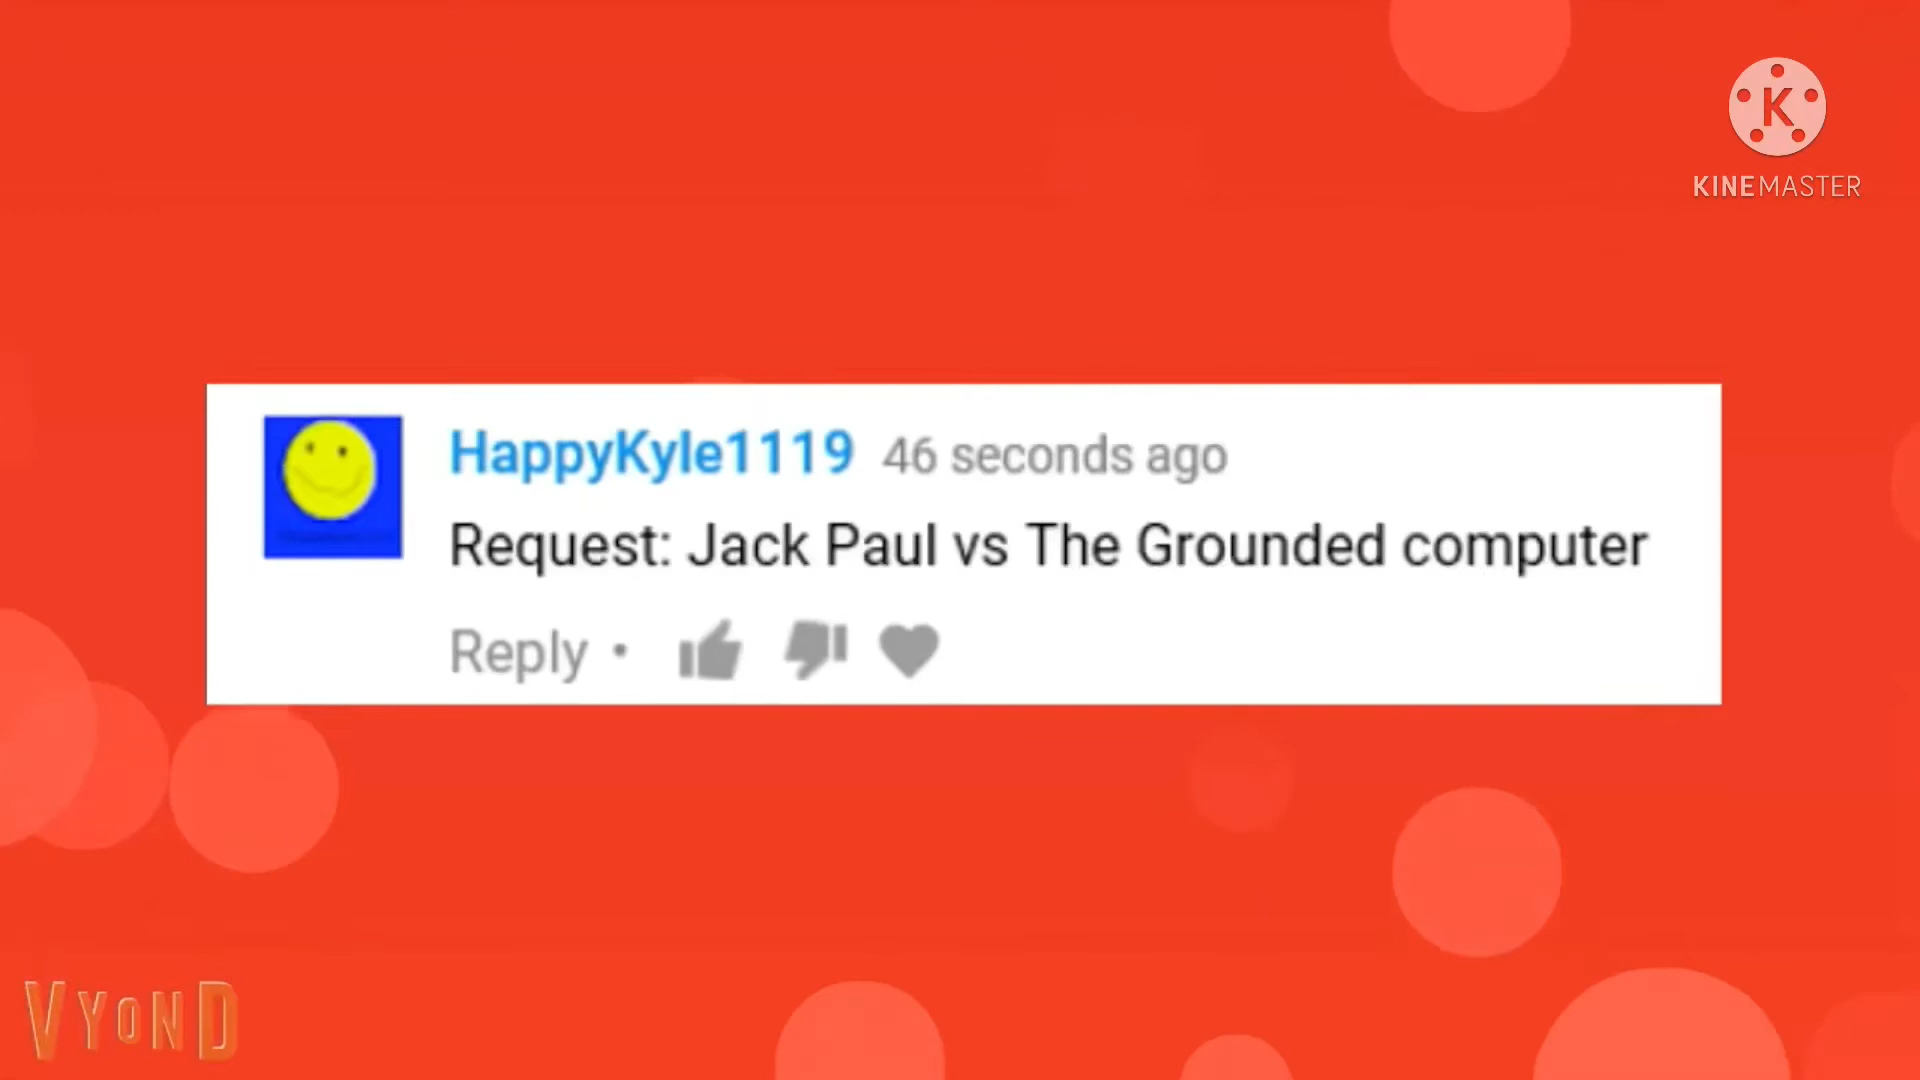 K
KINEMASTER
HappyKyle1119 46 seconds ago
Request: Jack Paul vs The Grounded computer
Reply •
VYOND